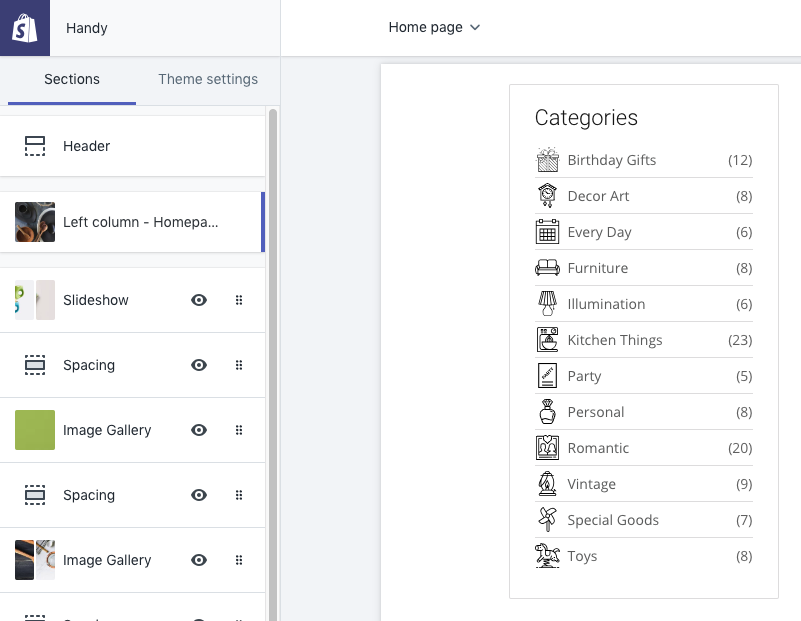 Handy
Home page
Sections Theme settings
Header
Left column - Homepa...
Slideshow
Spacing
Image Gallery
Spacing
Image Gallery
Categories
Birthday Gifts (12)
Decor Art (8)
Every Day (6)
Furniture (8)
Illumination (6)
Kitchen Things (23)
Party (5)
Personal (8)
Romantic (20)
Vintage (9)
Special Goods (7)
Toys (8)